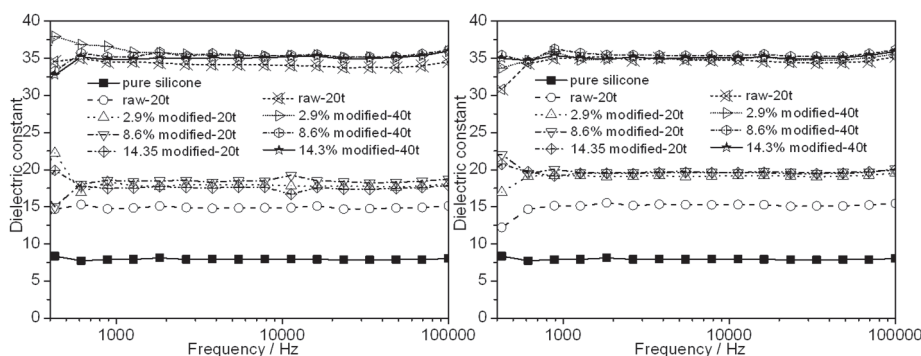 40
35
30
25
20
15
10
5
0
Dielectric constant
pure silicone
raw-20t
2.9% modified-20t
8.6% modified-20t
14.35 modified-20t
raw-20t
2.9% modified-40t
8.6% modified-40t
14.3% modified-40t
1000
10000
100000
Frequency / Hz
40
35
30
25
20
15
10
5
0
Dielectric constant
pure silicone
raw-20t
2.9% modified-20t
8.6% modified-20t
14.35 modified-20t
raw-20t
2.9% modified-40t
8.6% modified-40t
14.3% modified-40t
1000
10000
100000
Frequency / Hz